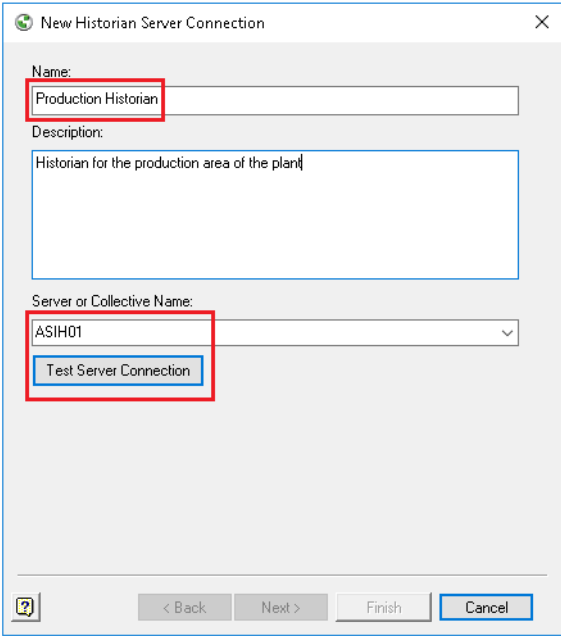 New Historian Server Connection
Name:
Production Historian
Description:
Historian for the production area of the plant
Server or Collective Name:
ASIH01
Test Server Connection
?
< Back
Next >
Finish
Cancel